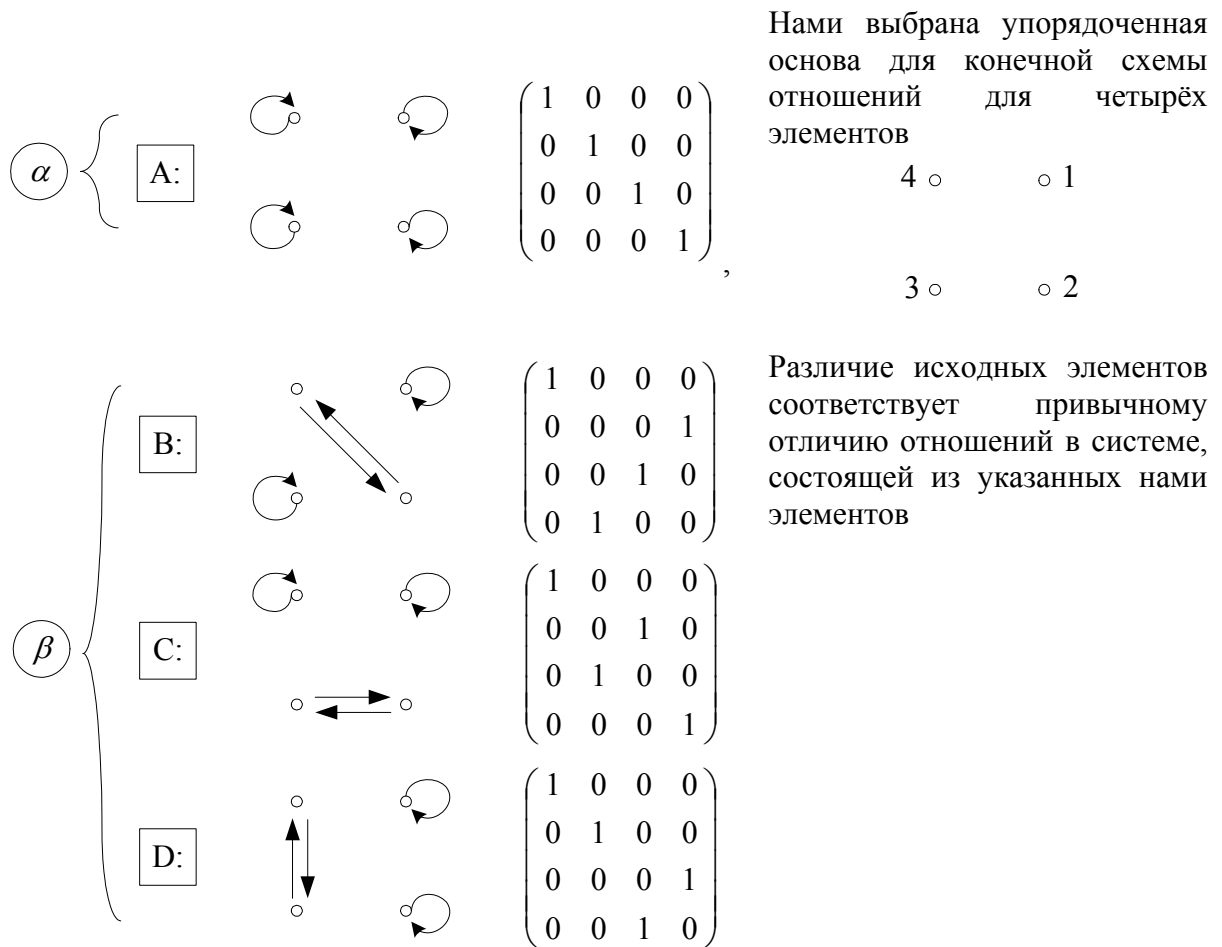 Нами выбрана упорядоченная
основа для конечной схемы
отношений для четырёх
элементов
α
A:
1 0 0 0
0 1 0 0
0 0 1 0
0 0 0 1
,
4 1
3 2
Различие исходных элементов
соответствует привычному
отличию отношений в системе,
состоящей из указанных нами
элементов
β
B:
1 0 0 0
0 0 0 1
0 0 1 0
0 1 0 0
C:
1 0 0 0
0 0 1 0
0 1 0 0
0 0 0 1
D:
1 0 0 0
0 1 0 0
0 0 0 1
0 0 1 0